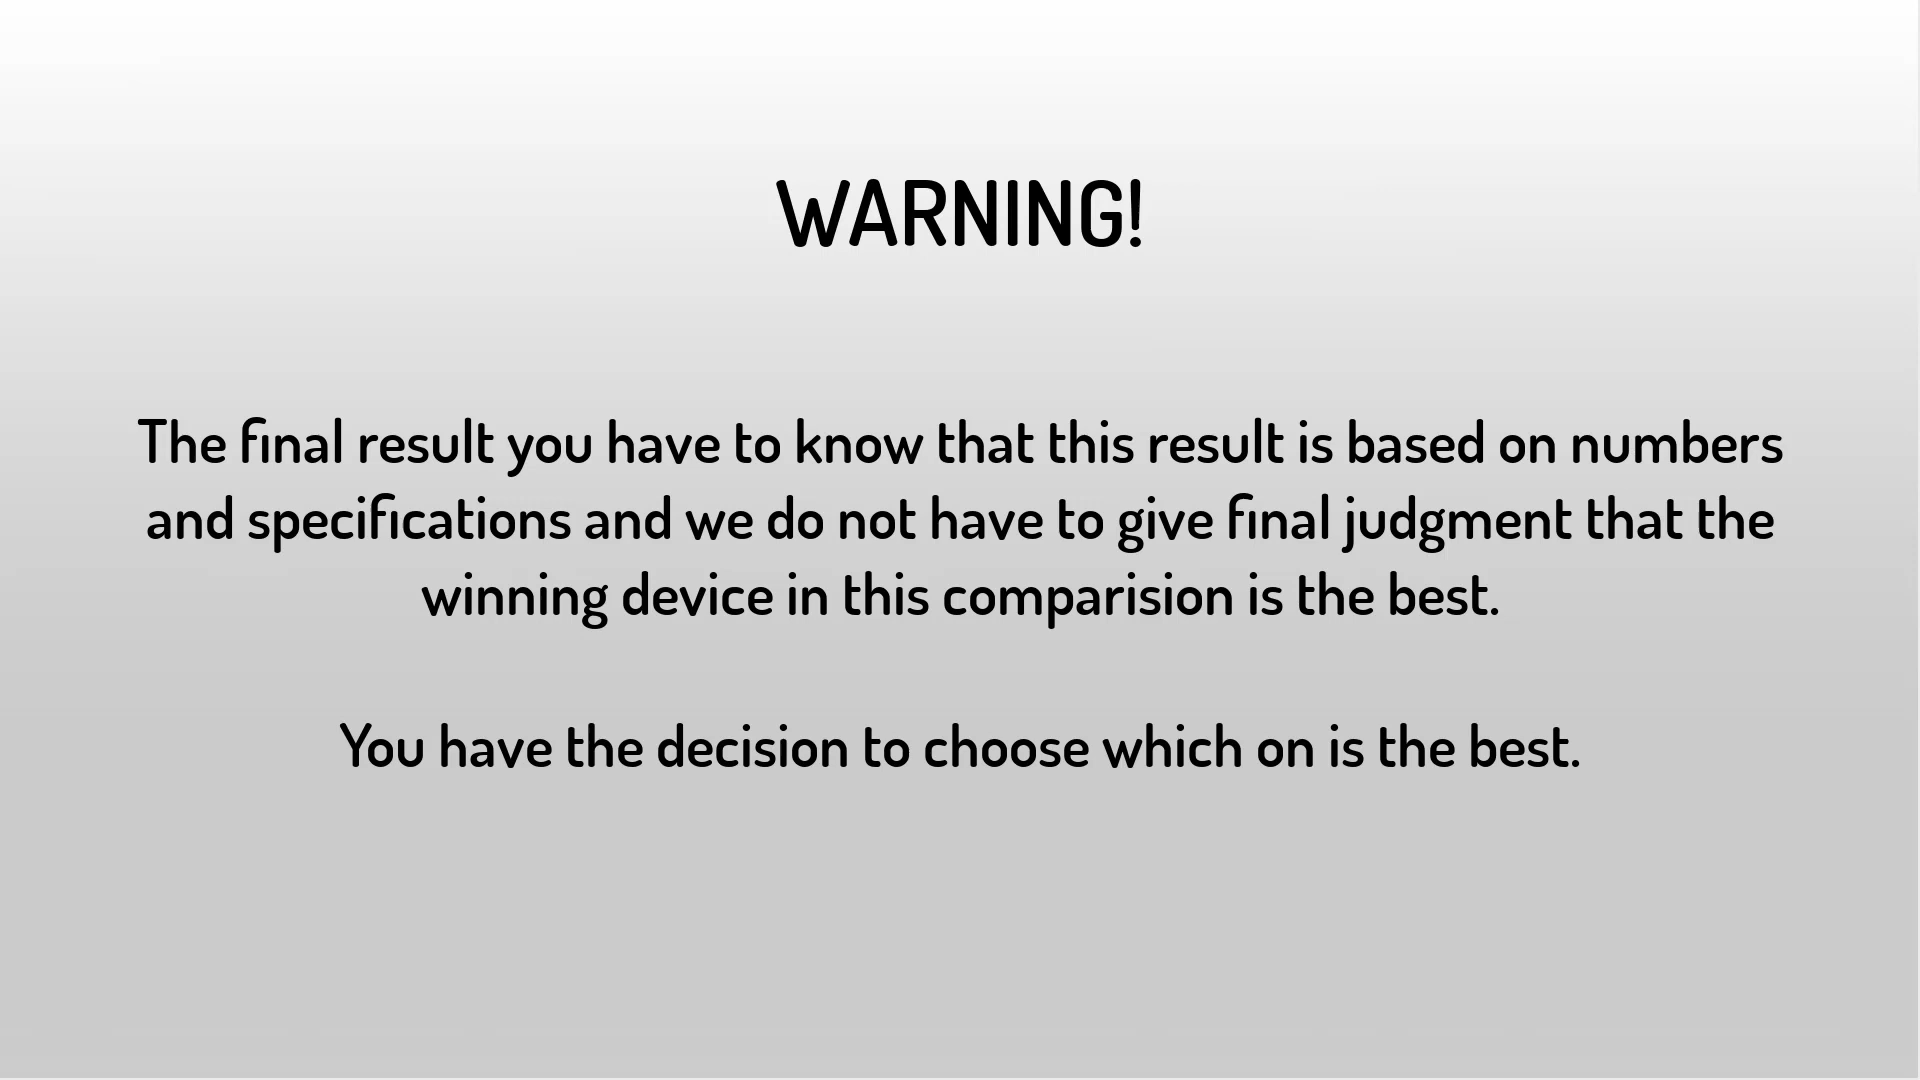 WARNING!
The final result you have to know that this result is based on numbers
and specifications and we do not have to give final judgment that the
winning device in this comparision is the best.
You have the decision to choose which on is the best.